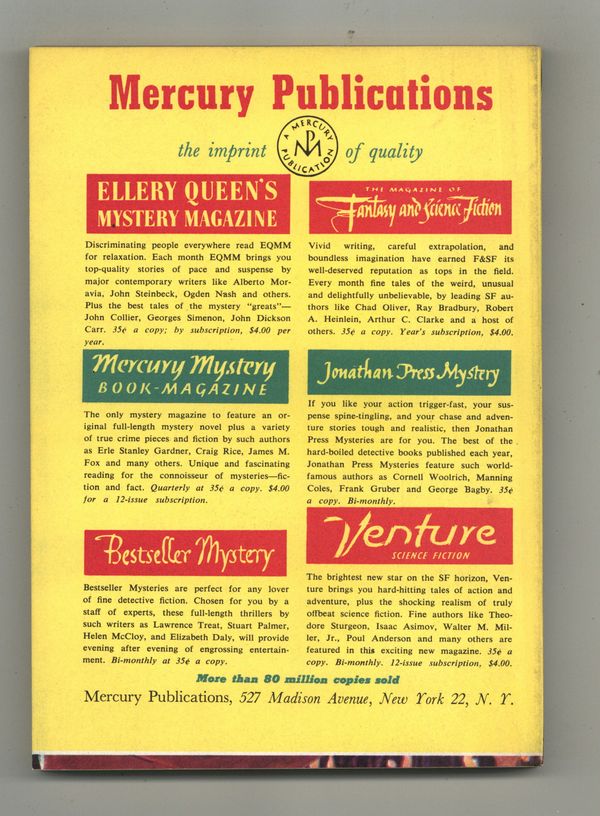 Mercury Publications
the imprint
A MERCURY PUBLICATION
PM
of quality
ELLERY QUEEN'S
MYSTERY MAGAZINE
Discriminating people everywhere read EQMM
for relaxation. Each month EQMM brings you
top-quality stories of pace and suspense by
major contemporary writers like Alberto Mor-
avia, John Steinbeck, Ogden Nash and others.
Plus the best tales of the mystery "greats"—
John Collier, Georges Simenon, John Dickson
Carr. 35¢ a copy; by subscription, $4.00 per
year.
THE MAGAZINE OF
Fantasy and Science Fiction
Vivid writing, careful extrapolation, and
boundless imagination have earned F&SF its
well-deserved reputation as tops in the field.
Every month fine tales of the weird, unusual
and delightfully unbelievable, by leading SF au-
thors like Chad Oliver, Ray Bradbury, Robert
A. Heinlein, Arthur C. Clarke and a host of
others. 35¢ a copy. Year's subscription, $4.00.
Mercury Mystery
BOOK-MAGAZINE
The only mystery magazine to feature an or-
iginal full-length mystery novel plus a variety
of true crime pieces and fiction by such authors
as Erle Stanley Gardner, Craig Rice, James M.
Fox and many others. Unique and fascinating
reading for the connoisseur of mysteries—fic-
tion and fact. Quarterly at 35¢ a copy. $4.00
for a 12-issue subscription.
Jonathan Press Mystery
If you like your action trigger-fast, your sus-
pense spine-tingling, and your chase and adven-
ture stories tough and realistic, then Jonathan
Press Mysteries are for you. The best of the
hard-boiled detective books published each year,
Jonathan Press Mysteries feature such world-
famous authors as Cornell Woolrich, Manning
Coles, Frank Gruber and George Bagby. 35¢
a copy. Bi-monthly.
Bestseller Mystery
Bestseller Mysteries are perfect for any lover
of fine detective fiction. Chosen for you by a
staff of experts, these full-length thrillers by
such writers as Lawrence Treat, Stuart Palmer,
Helen McCloy, and Elizabeth Daly, will provide
evening after evening of engrossing entertain-
ment. Bi-monthly at 35¢ a copy.
Venture
SCIENCE FICTION
The brightest new star on the SF horizon, Ven-
ture brings you hard-hitting tales of action and
adventure, plus the shocking realism of truly
offbeat science fiction. Fine authors like Theo-
dore Sturgeon, Isaac Asimov, Walter M. Mil-
ler, Jr., Poul Anderson and many others are
featured in this exciting new magazine. 35¢ a
copy. Bi-monthly. 12-issue subscription, $4.00.
More than 80 million copies sold
Mercury Publications, 527 Madison Avenue, New York 22, N. Y.